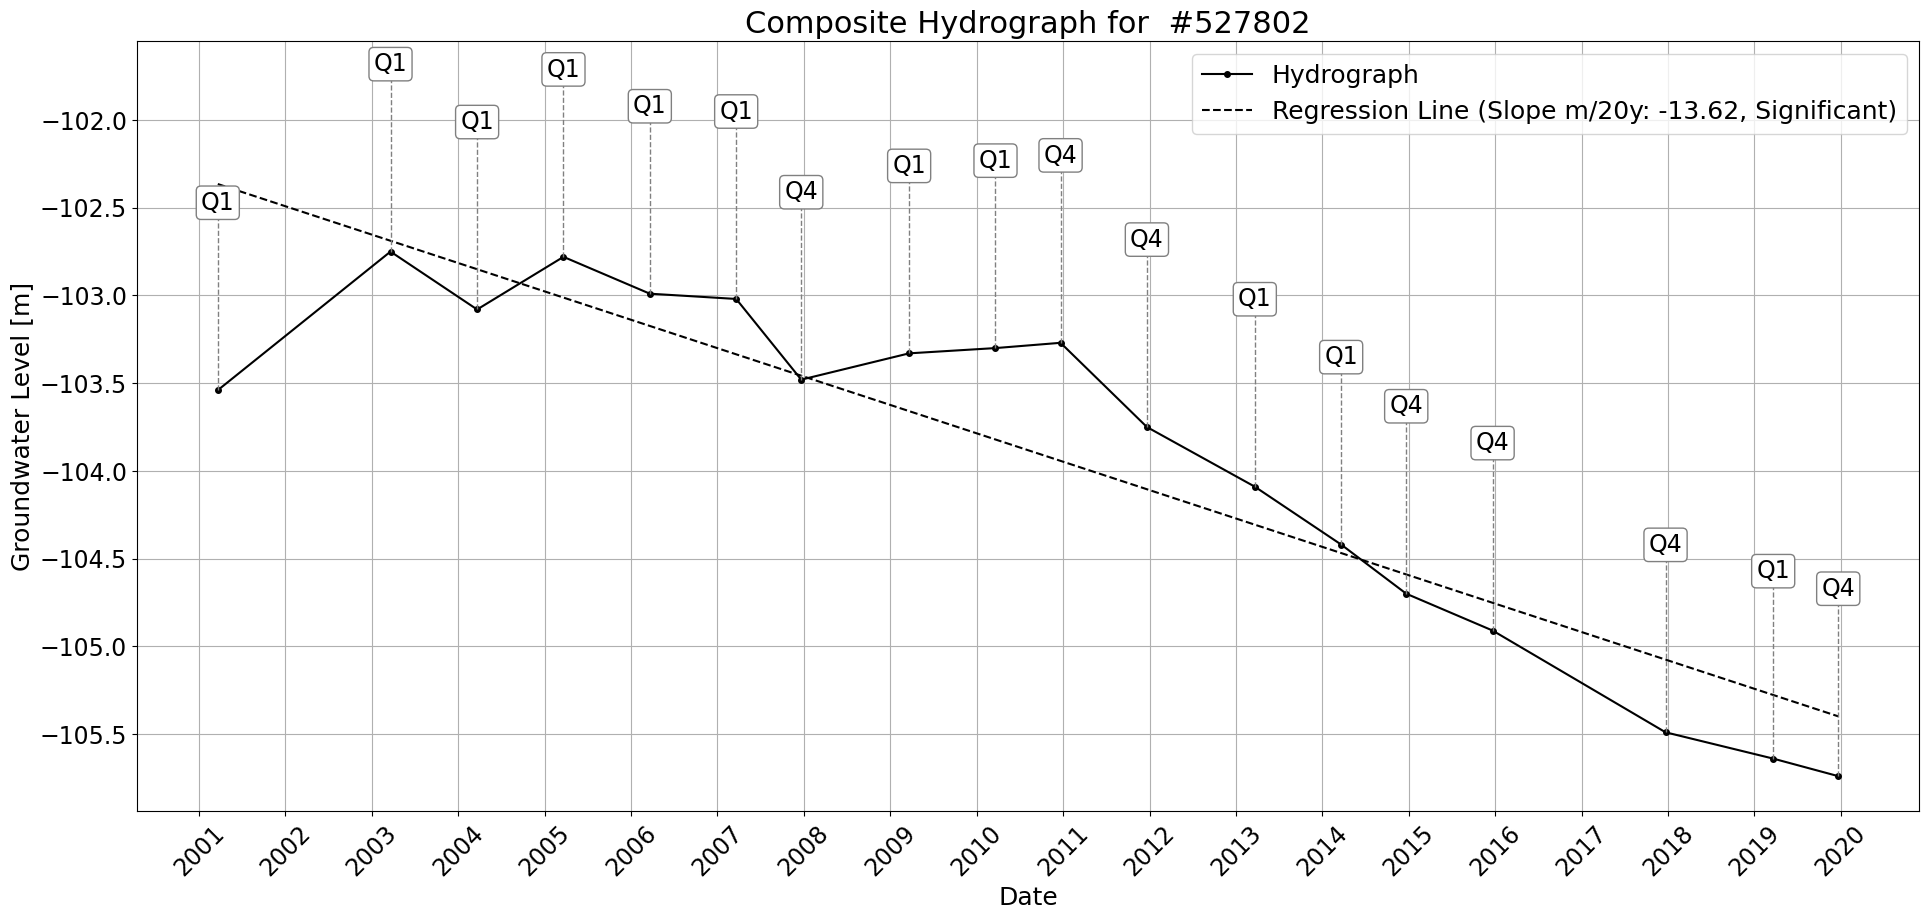 Composite Hydrograph for  #527802
Hydrograph
Regression Line (Slope m/20y: -13.62, Significant)
Groundwater Level [m]
−102.0
−102.5
−103.0
−103.5
−104.0
−104.5
−105.0
−105.5
Q1
Q1
Q1
Q1
Q1
Q1
Q4
Q1
Q1
Q4
Q4
Q1
Q1
Q4
Q4
Q4
Q1
Q4
2001
2002
2003
2004
2005
2006
2007
2008
2009
2010
2011
2012
2013
2014
2015
2016
2017
2018
2019
2020
Date